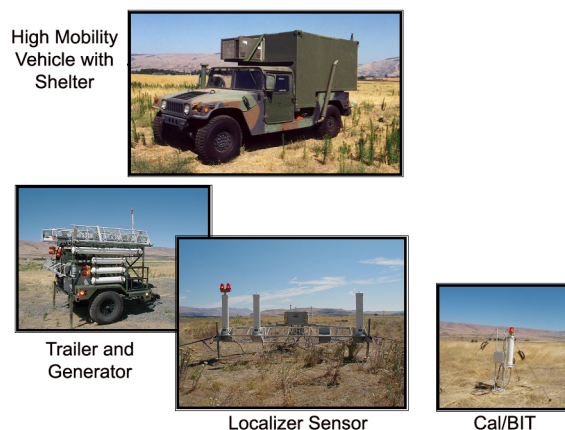 High Mobility
Vehicle with
Shelter
Trailer and
Generator
Localizer Sensor
Cal/BIT